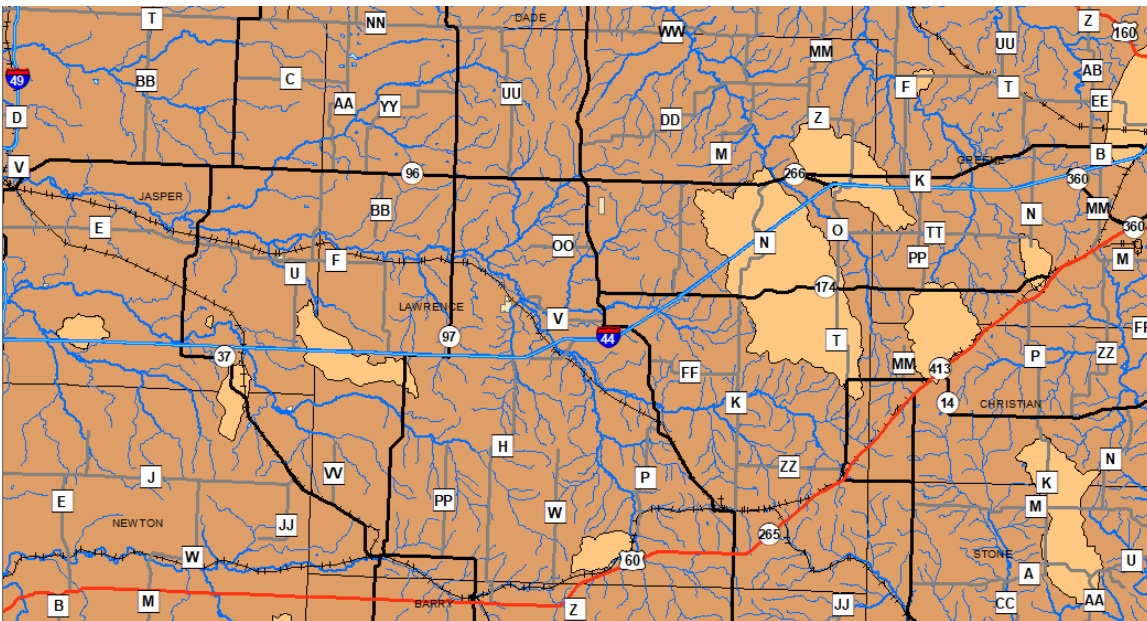 T
NN
DADE
Z
160
WW
MM
UU
49
BB
C
UU
F
T
AB
AA
YY
EE
D
DD
Z
M
B
V
96
266
K
GREENE
360
JASPER
BB
N
MM
E
N
O
TT
360
OO
PP
M
F
U
174
LAWRENCE
V
97
44
T
FF
37
MM
P
ZZ
FF
413
K
14
CHRISTIAN
H
N
J
VV
P
ZZ
K
E
PP
W
M
NEWTON
JJ
265
W
60
STONE
U
A
B
M
BARRY
Z
JJ
CC
AA